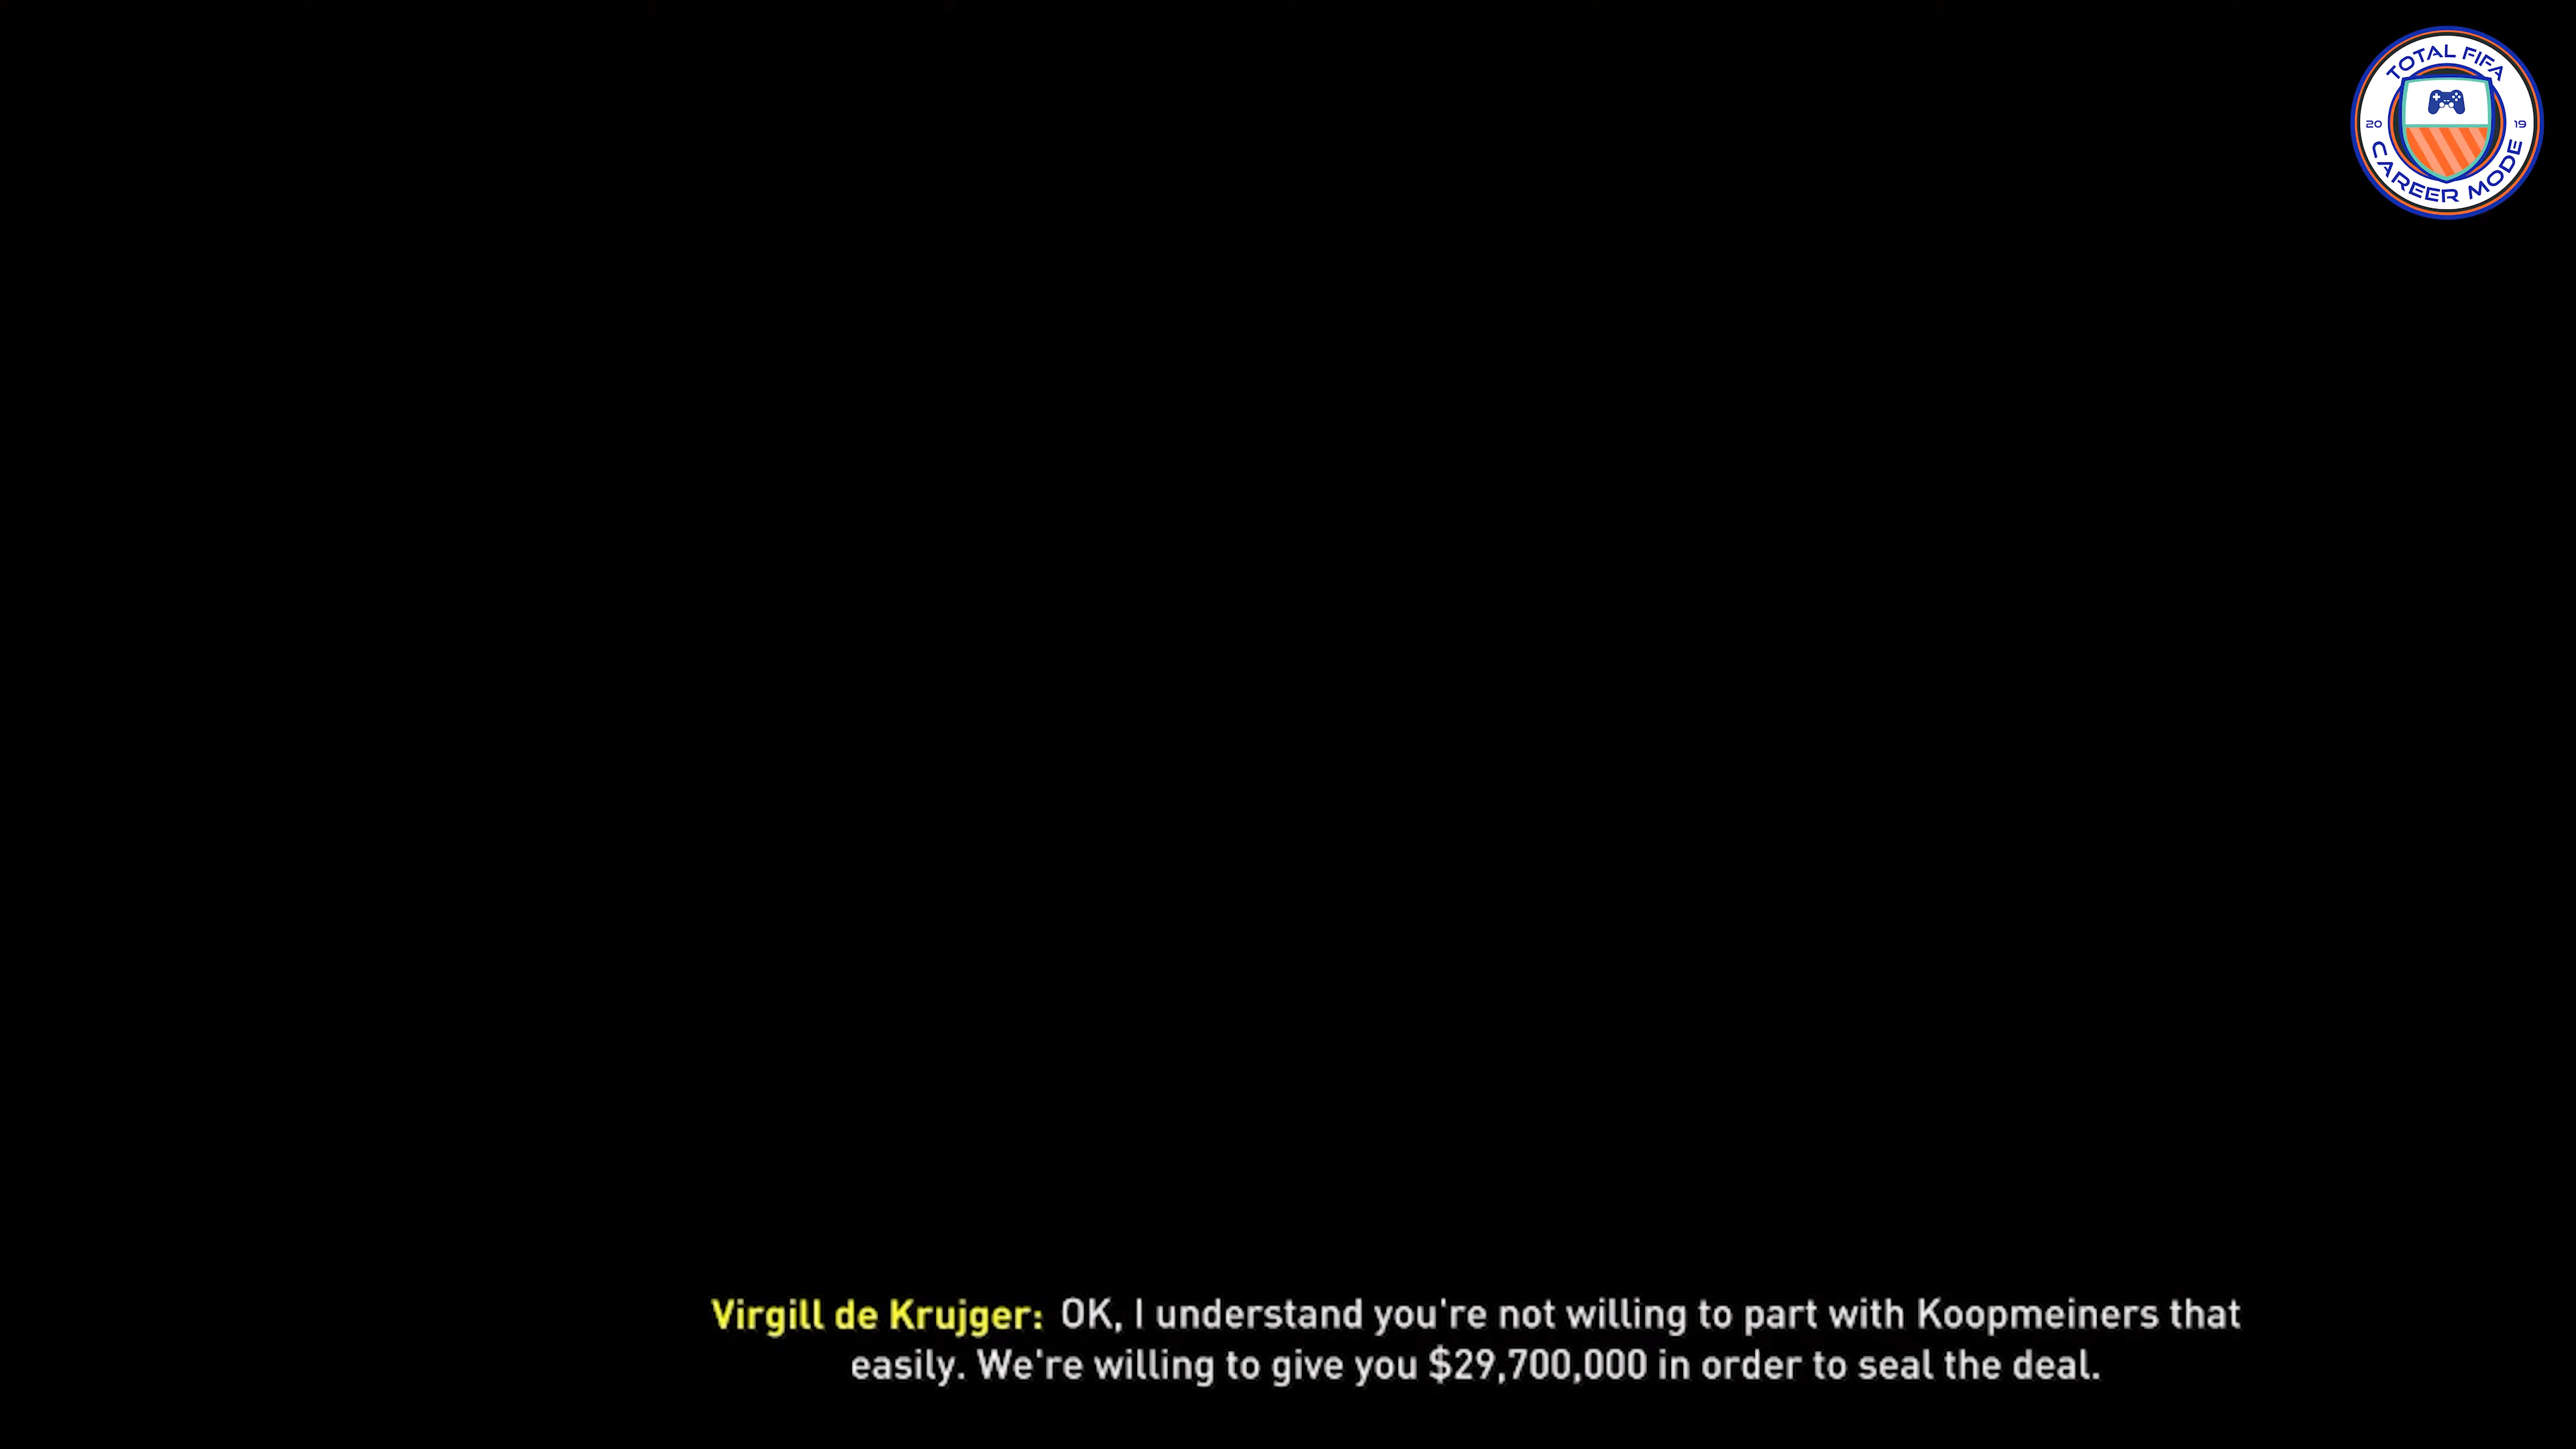 TOTAL FIFA
20 19
CAREER MODE
Virgill de Krujger: OK, I understand you're not willing to part with Koopmeiners that
easily. We're willing to give you $29,700,000 in order to seal the deal.